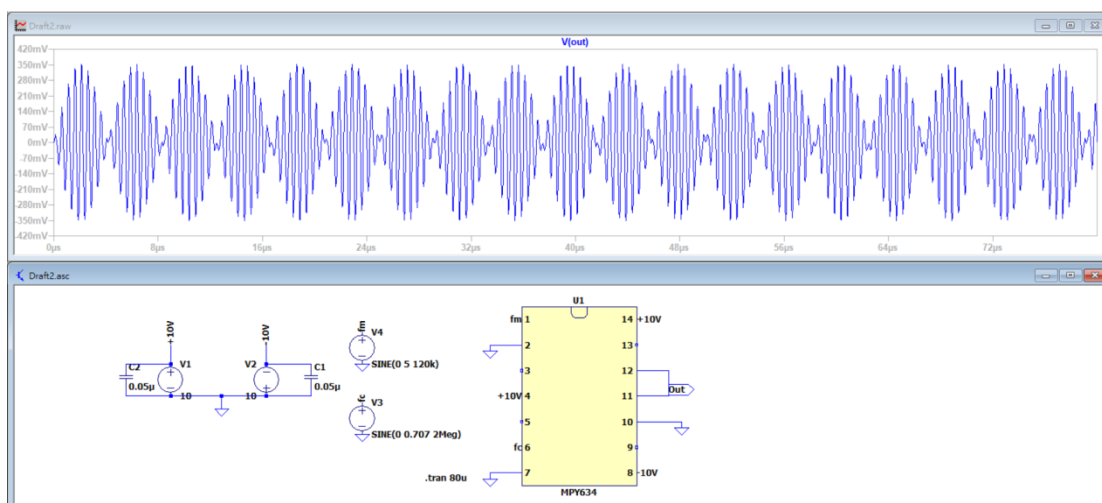 Draft2.raw
V(out)
420mV
350mV
280mV
210mV
140mV
70mV
0mV
-70mV
-140mV
-210mV
-280mV
-350mV
-420mV
0µs 8µs 16µs 24µs 32µs 40µs 48µs 56µs 64µs 72µs
Draft2.asc
+10V
-10V
C2
0.05µ
V1
10
V2
10
C1
0.05µ
fm
V4
SINE(0 5 120k)
fc
V3
SINE(0 0.707 2Meg)
.tran 80u
U1
fm 1 14 +10V
2 13
3 12
+10V 4 11 Out
5 10
fc 6 9
7 8 -10V
MPY634